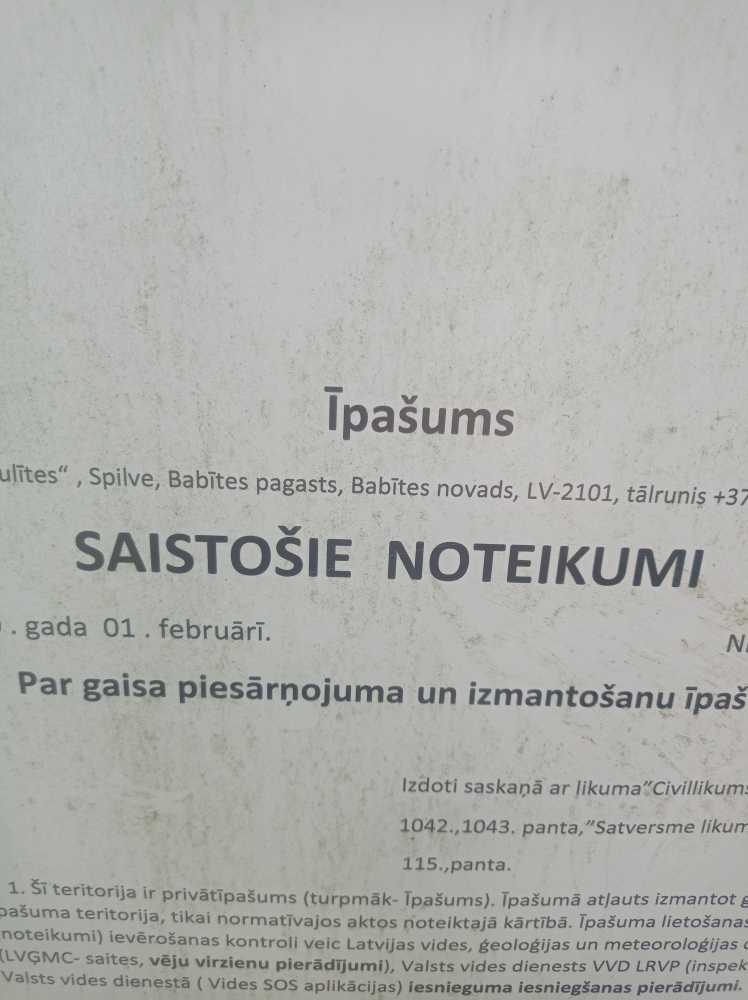 Īpašums
ulītes“ , Spilve, Babītes pagasts, Babītes novads, LV-2101, tālrunis +37
SAISTOŠIE NOTEIKUMI
. gada 01 . februārī.
Par gaisa piesārņojuma un izmantošanu īpaš
Izdoti saskaņā ar likuma”Civillikums
1042.,1043. panta,”Satversme likum
115.,panta.
1. Šī teritorija ir privātīpašums (turpmāk- Īpašums). Īpašumā atļauts izmantot g
pašuma teritorija, tikai normatīvajos aktos noteiktajā kārtībā. Īpašuma lietošanas
noteikumi) ievērošanas kontroli veic Latvijas vides, ģeoloģijas un meteoroloģijas
(LVĢMC- saites, vēju virzienu pierādījumi), Valsts vides dienests VVD LRVP (inspek
Valsts vides dienestā ( Vides SOS aplikācijas) iesnieguma iesniegšanas pierādījumi.